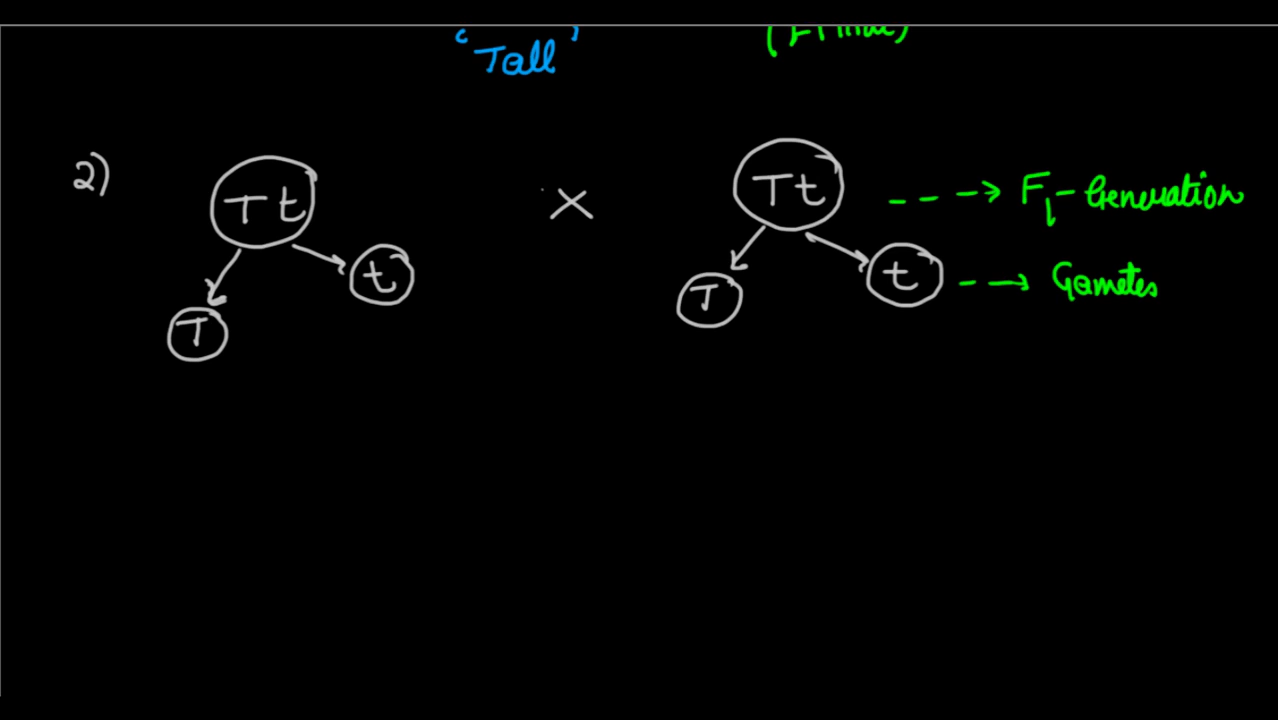 ‘Tall’
2) Tt × Tt ---→ F1-Generation
T t T t --→ Gametes